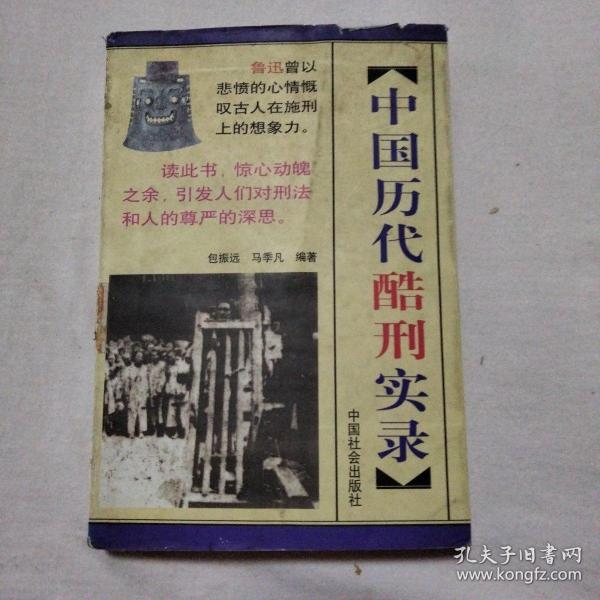 鲁迅曾以
悲愤的心情慨
叹古人在施刑
上的想象力。
读此书，惊心动魄
之余，引发人们对刑法
和人的尊严的深思。
包振远 马季凡 编著
【中国历代酷刑实录】
中国社会出版社
孔夫子旧书网
www.kongfz.com